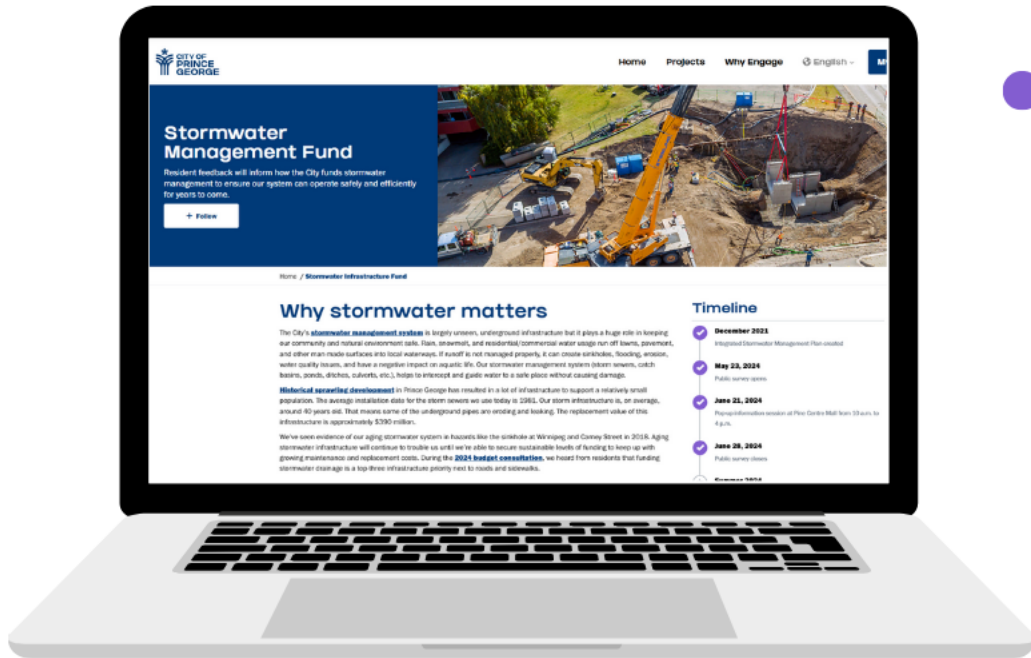 CITY OF
PRINCE
GEORGE
Home Projects Why Engage English
Stormwater
Management Fund
Resident feedback will inform how the City funds stormwater
management to ensure our system can operate safely and efficiently
for years to come.
+ Follow
Home / Stormwater Infrastructure Fund
Why stormwater matters
The City's stormwater management system is largely unseen, underground infrastructure but it plays a huge role in keeping
our community and natural environment safe. Rain, snowmelt, and residential/commercial water usage run off lawns, pavement,
and other man made surfaces into local waterways. If runoff is not managed properly, it can create sinkholes, flooding, erosion,
water quality issues, and have a negative impact on aquatic life. Our stormwater management system (storm sewers, catch
basins, ponds, ditches, culverts, etc.), helps to intercept and guide water to a safe place without causing damage.
Historical sprawling development in Prince George has resulted in a lot of infrastructure to support a relatively small
population. The average installation date for the storm sewers we use today is 1981. Our storm infrastructure is, on average,
around 40 years old. That means some of the underground pipes are eroding and leaking. The replacement value of this
infrastructure is approximately $390 million.
We've seen evidence of our aging stormwater system in hazards like the sinkhole at Winnipeg and Carney Street in 2018. Aging
stormwater infrastructure will continue to trouble us until we're able to secure sustainable levels of funding to keep up with
growing maintenance and replacement costs. During the 2024 budget consultation, we heard from residents that funding
stormwater drainage is a top-three infrastructure priority next to roads and sidewalks.
Timeline
December 2021
Integrated Stormwater Management Plan created
May 23, 2024
Public survey opens
June 21, 2024
Pop-up information session at Pine Centre Mall from 10 a.m. to
4 p.m.
June 28, 2024
Public survey closes
Summer 2024